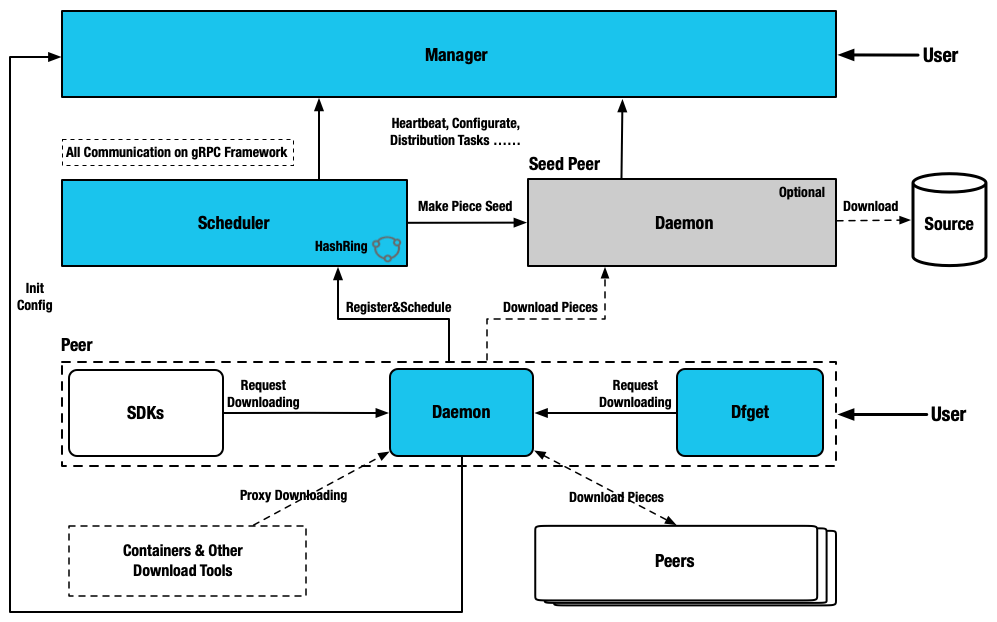 Manager
User
Heartbeat, Configurate,
Distribution Tasks ......
All Communication on gRPC Framework
Seed Peer
Scheduler
HashRing
Make Piece Seed
Optional
Daemon
Download
Source
Init
Config
Register&Schedule
Download Pieces
Peer
SDKs
Request
Downloading
Daemon
Request
Downloading
Dfget
User
Proxy Downloading
Download Pieces
Containers & Other
Download Tools
Peers